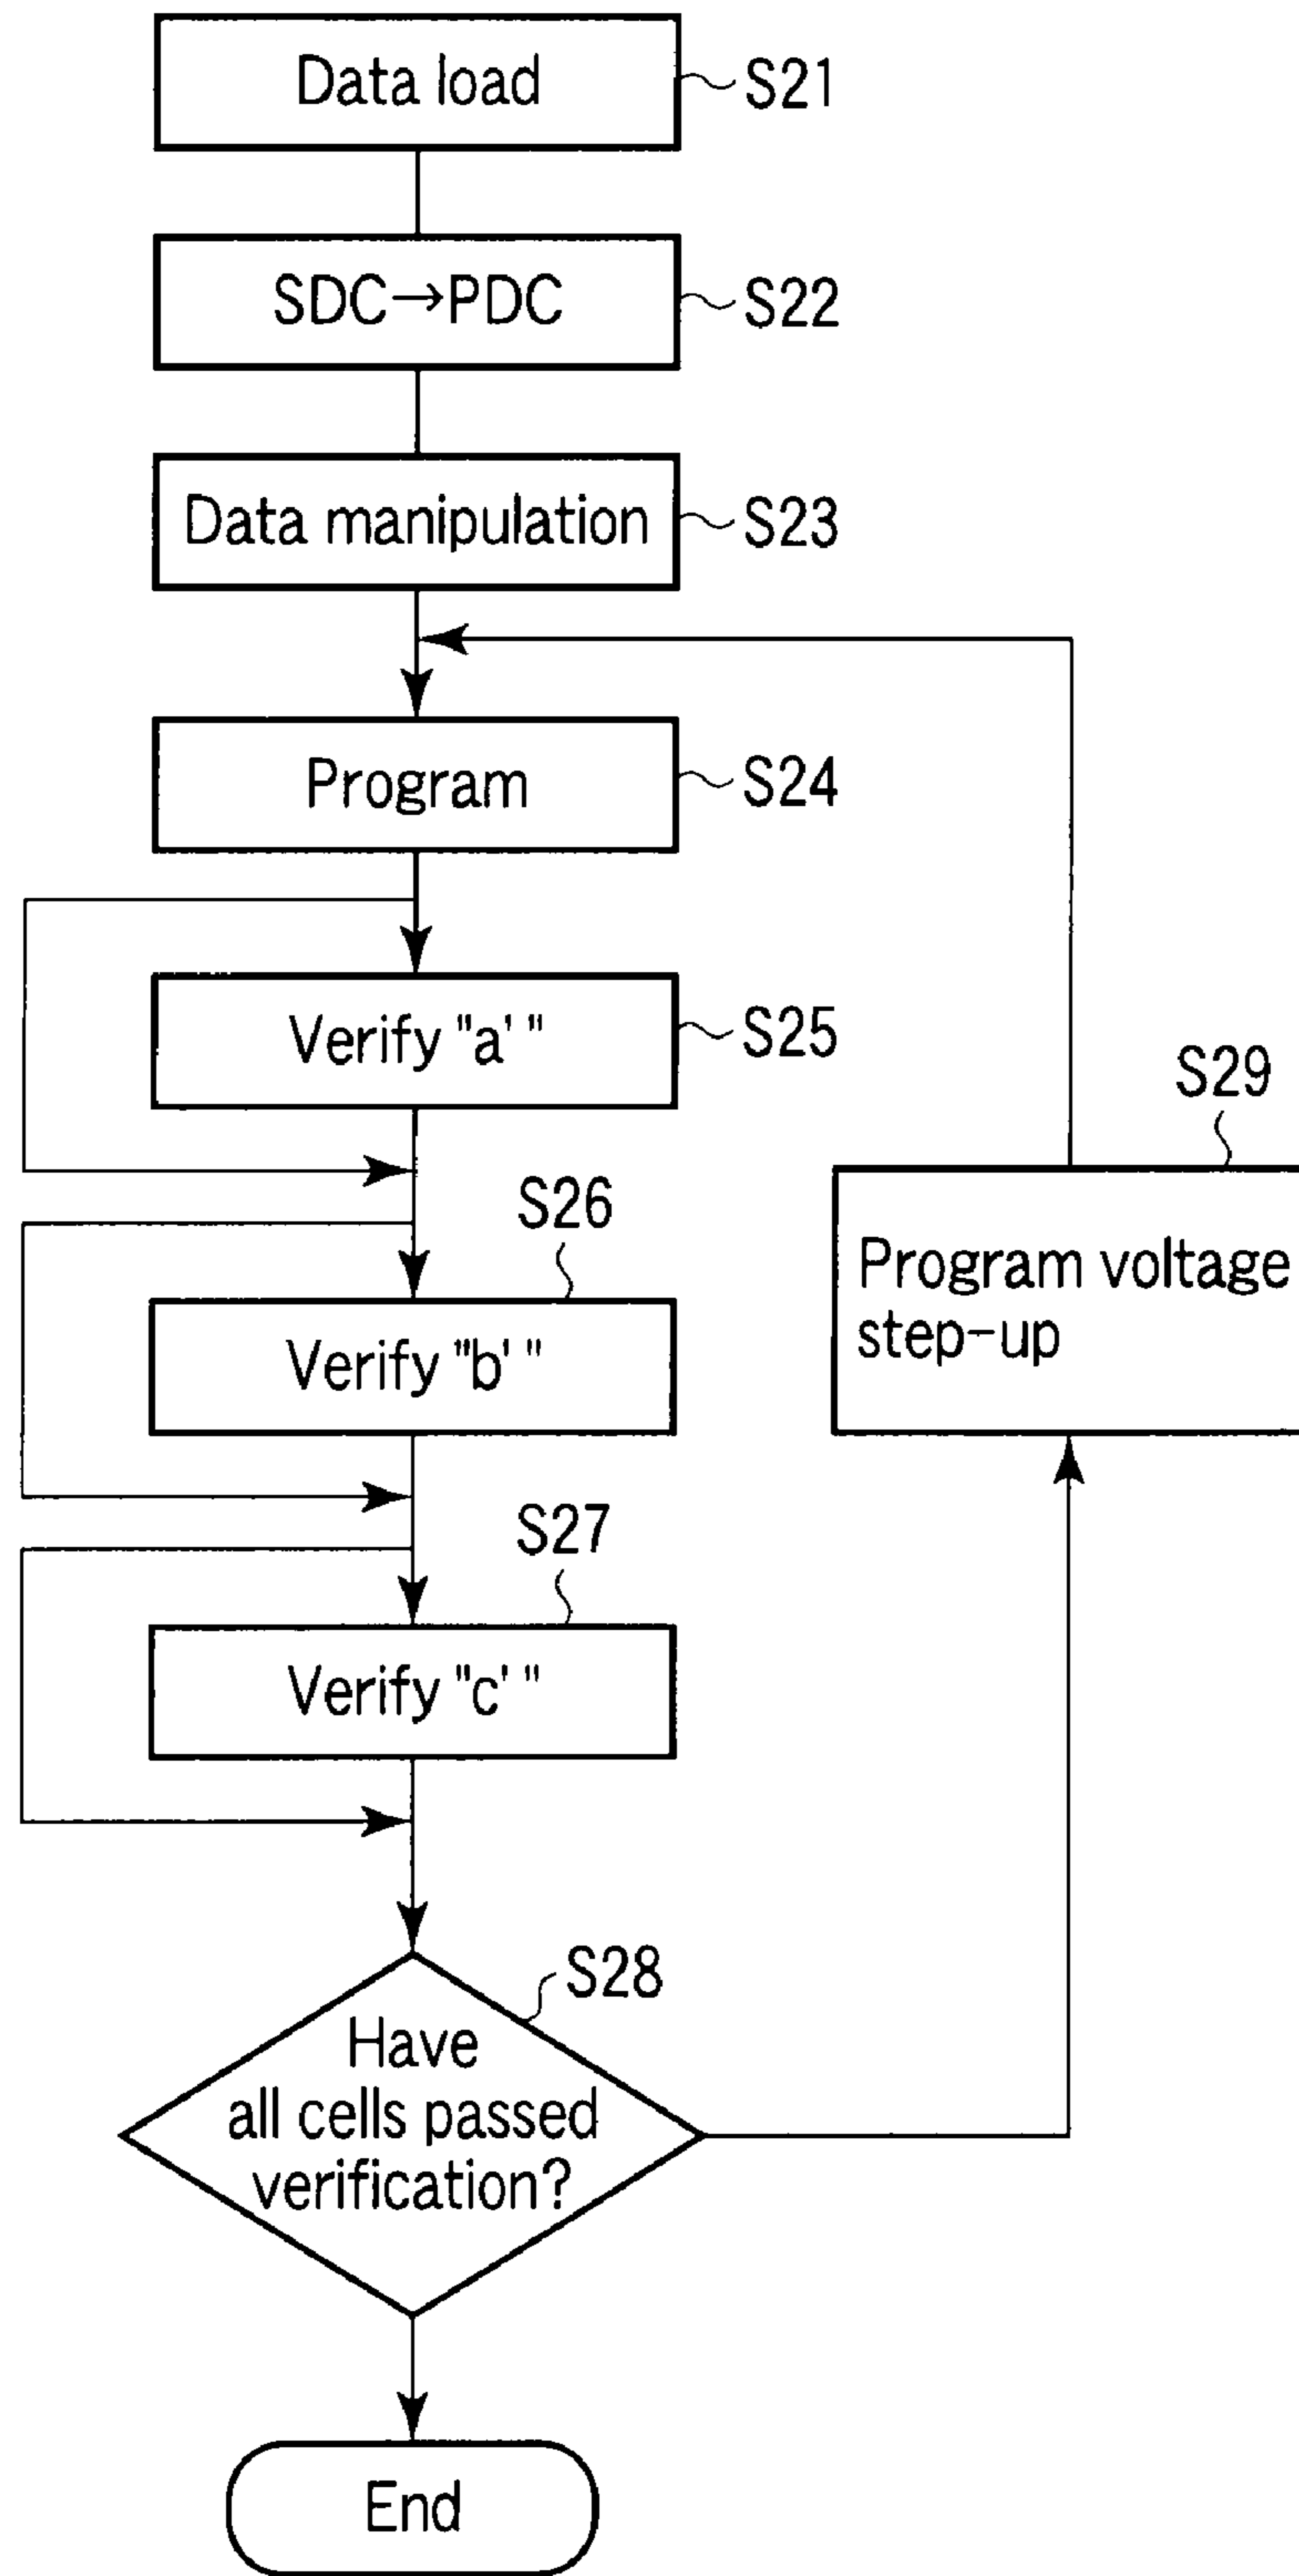 Data load
S21
SDC→PDC
S22
Data manipulation
S23
Program
S24
Verify "a' "
S25
S29
Program voltage
step-up
S26
Verify "b' "
S27
Verify "c' "
S28
Have
all cells passed
verification?
End